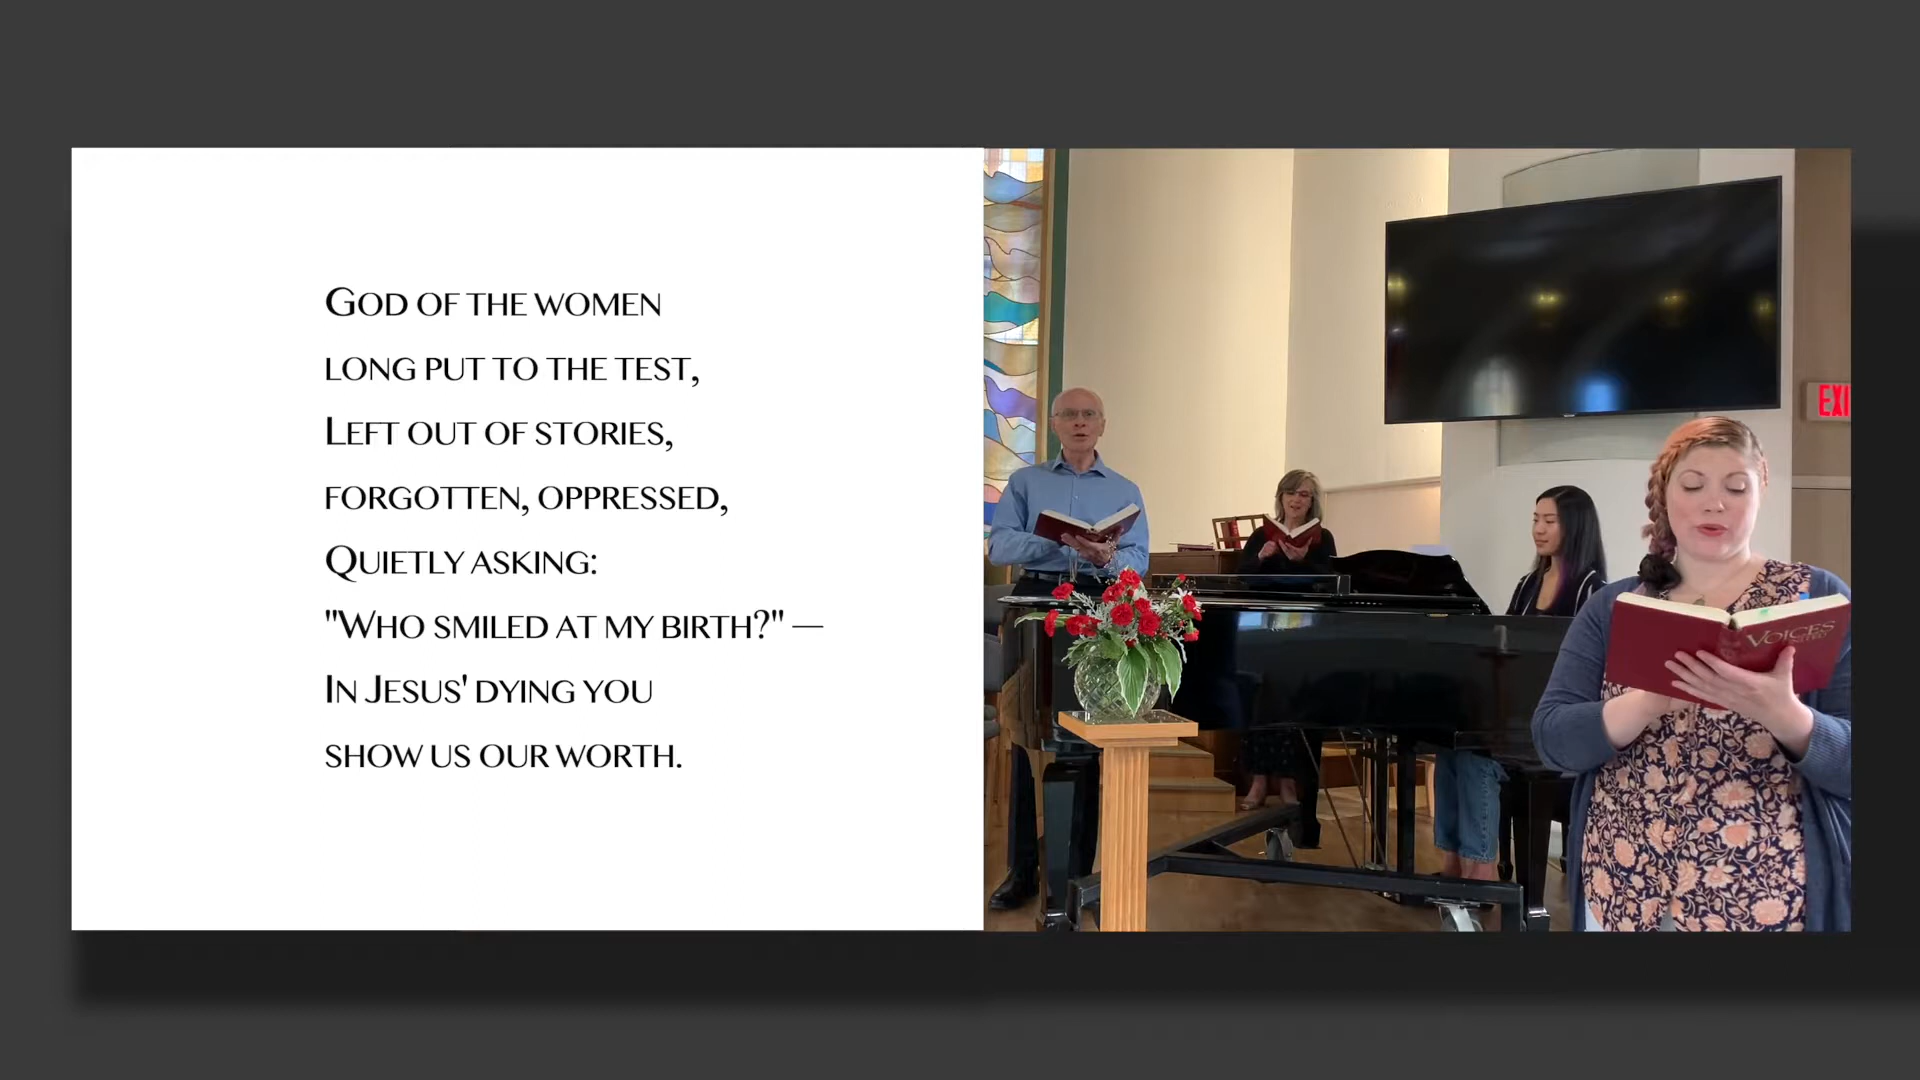 God of the women
long put to the test,
Left out of stories,
forgotten, oppressed,
Quietly asking:
"Who smiled at my birth?" —
In Jesus' dying you
show us our worth.
EXI
Voices